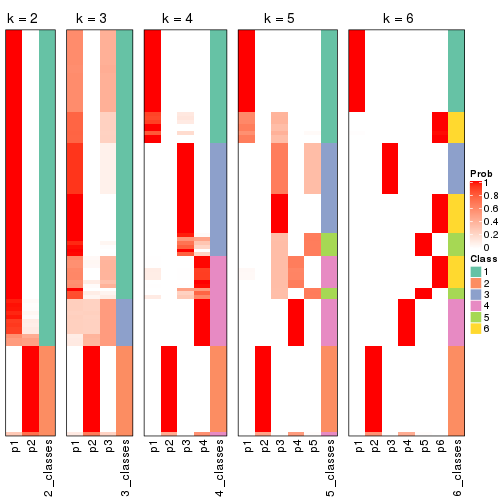 k = 2
k = 3
k = 4
k = 5
k = 6
p1
p2
2_classes
p1
p2
p3
3_classes
p1
p2
p3
p4
4_classes
p1
p2
p3
p4
p5
5_classes
p1
p2
p3
p4
p5
p6
6_classes
Prob
1
0.8
0.6
0.4
0.2
0
Class
1
2
3
4
5
6